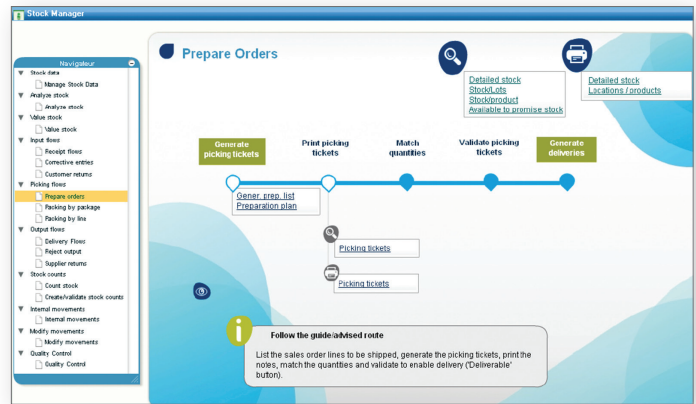 Stock Manager
Navigateur
Stock data
Manage Stock Data
Analyze stock
Analyze stock
Value stock
Value stock
Input flows
Receipt flows
Corrective entries
Customer returns
Picking flows
Prepare orders
Packing by package
Packing by line
Output flows
Delivery Flows
Reject output
Supplier returns
Stock counts
Count stock
Create/validate stock counts
Internal movements
Internal movements
Modify movements
Modify movements
Quality Control
Quality Control
Prepare Orders
Detailed stock
Stock/Lots
Stock/product
Available to promise stock
Detailed stock
Locations / products
Generate
picking tickets
Print picking
tickets
Match
quantities
Validate picking
tickets
Generate
deliveries
Gener. prep. list
Preparation plan
Picking tickets
Picking tickets
Follow the guide/advised route
List the sales order lines to be shipped, generate the picking tickets, print the
notes, match the quantities and validate to enable delivery ('Deliverable'
button).